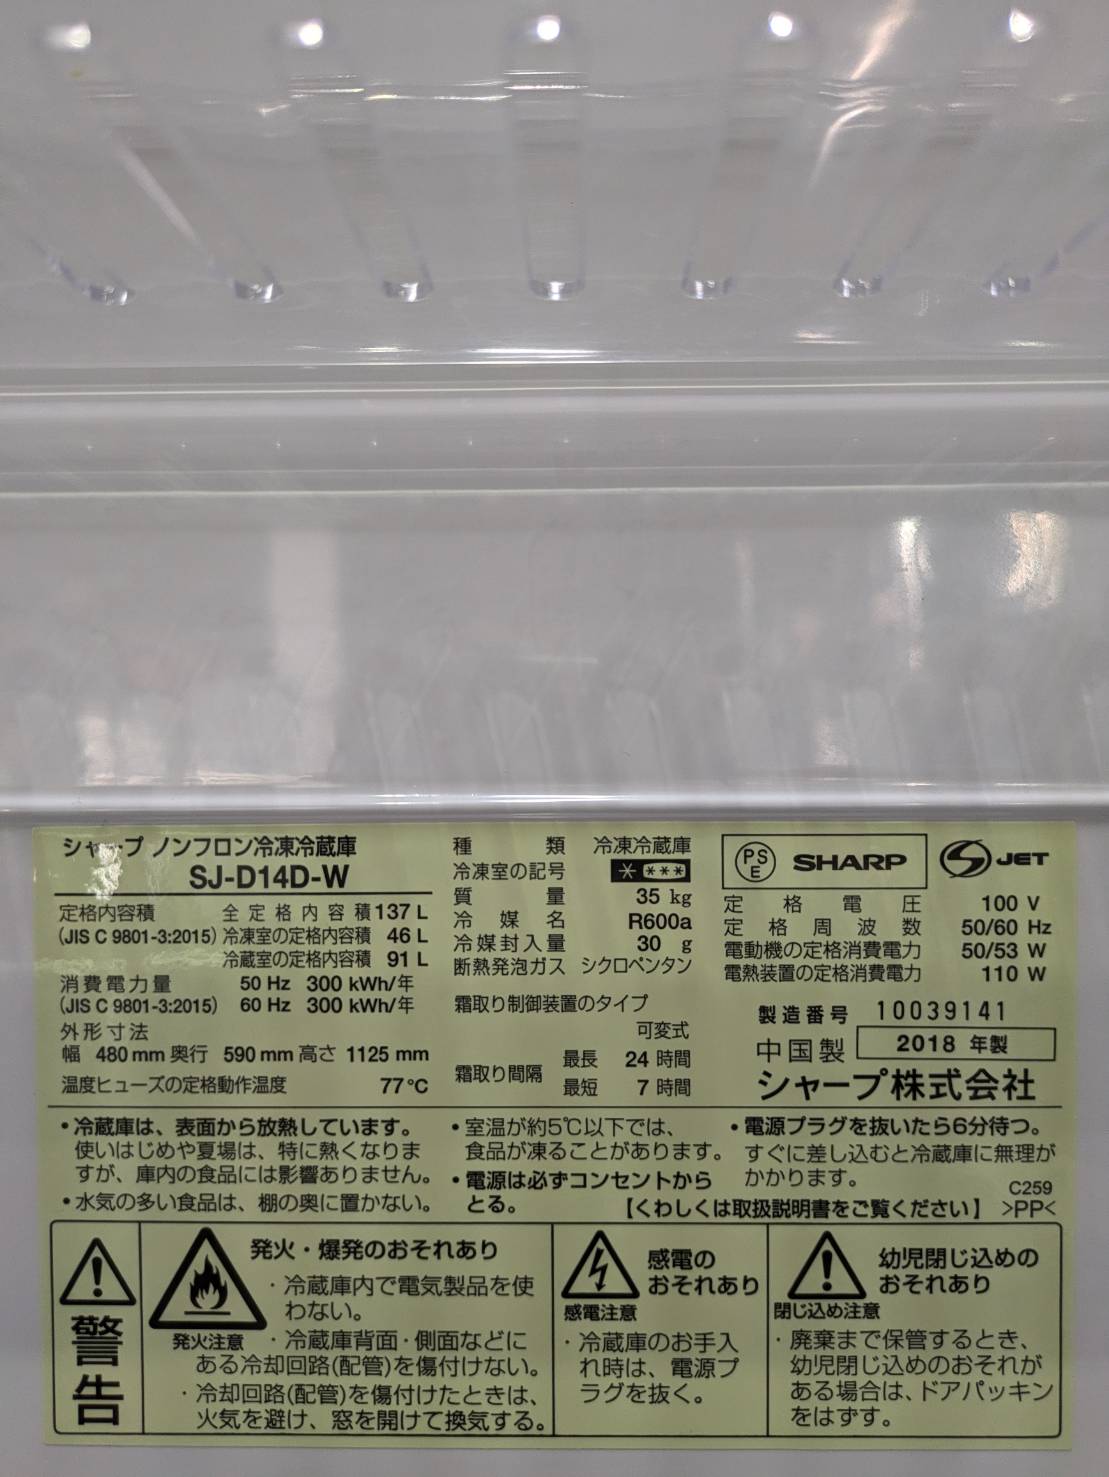 シャープ ノンフロン冷凍冷蔵庫
SJ-D14D-W
定格内容積 全定格内容積 137 L
(JIS C 9801-3:2015) 冷凍室の定格内容積 46 L
冷蔵室の定格内容積 91 L
消費電力量 50 Hz 300 kWh/年
(JIS C 9801-3:2015) 60 Hz 300 kWh/年
外形寸法
幅 480 mm 奥行 590 mm 高さ 1125 mm
温度ヒューズの定格動作温度 77℃
種類 冷凍冷蔵庫
冷凍室の記号 * ***
質量 35 kg
冷媒名 R600a
冷媒封入量 30 g
断熱発泡ガス シクロペンタン
霜取り制御装置のタイプ
可変式
霜取り間隔 最長 24 時間
最短 7 時間
PSE SHARP JET
定格電圧 100 V
定格周波数 50/60 Hz
電動機の定格消費電力 50/53 W
電熱装置の定格消費電力 110 W
製造番号 10039141
中国製 2018 年製
シャープ株式会社
・冷蔵庫は、表面から放熱しています。
使いはじめや夏場は、特に熱くなりま
すが、庫内の食品には影響ありません。
・水気の多い食品は、棚の奥に置かない。
・室温が約5℃以下では、
食品が凍ることがあります。
・電源は必ずコンセントから
とる。
・電源プラグを抜いたら6分待つ。
すぐに差し込むと冷蔵庫に無理が
かかります。
C259
【くわしくは取扱説明書をご覧ください】 >PP<
警告
発火・爆発のおそれあり
発火注意
・冷蔵庫内で電気製品を使
わない。
・冷蔵庫背面・側面などに
ある冷却回路(配管)を傷付けない。
・冷却回路(配管)を傷付けたときは、
火気を避け、窓を開けて換気する。
感電の
おそれあり
感電注意
・冷蔵庫のお手入
れ時は、電源プ
ラグを抜く。
幼児閉じ込めの
おそれあり
閉じ込め注意
・廃棄まで保管するとき、
幼児閉じ込めのおそれが
ある場合は、ドアパッキン
をはずす。